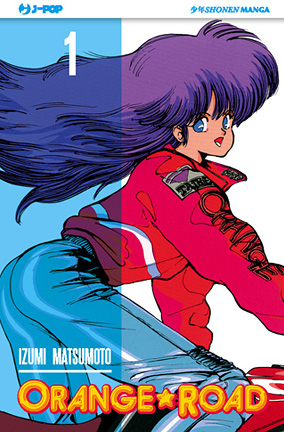 J-POP
少年SHONEN MANGA
1
IZUMI MATSUMOTO
ORANGE★ROAD